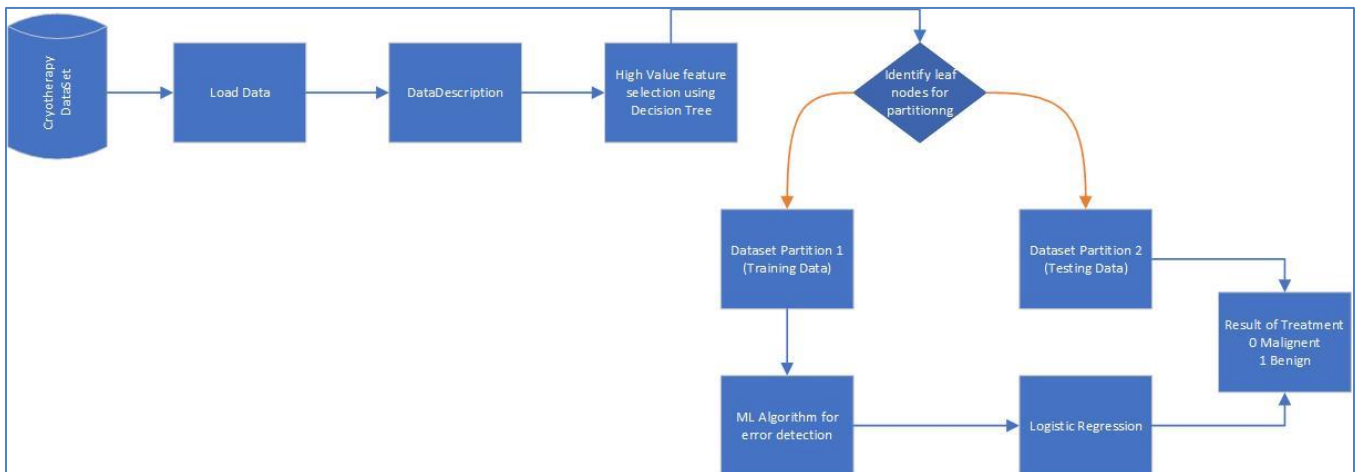 Cryotherapy
DataSet
Load Data
DataDescription
High Value feature
selection using
Decision Tree
Identify leaf
nodes for
partitionng
Dataset Partition 1
(Training Data)
Dataset Partition 2
(Testing Data)
Result of Treatment
0 Malignent
1 Benign
ML Algorithm for
error detection
Logistic Regression